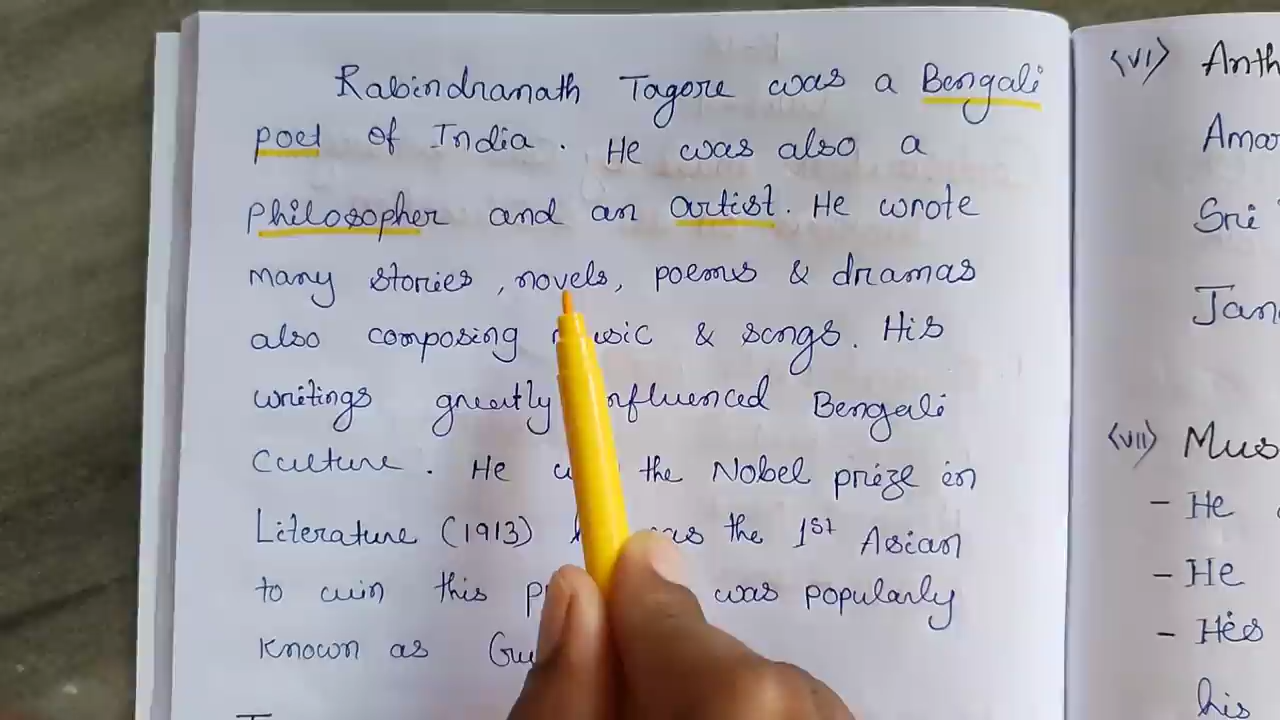 Rabindranath Tagore was a Bengali
poet of India. He was also a
philosopher and an artist. He wrote
many stories, novels, poems & dramas
also composing music & songs. His
writings greatly influenced Bengali
Culture. He the Nobel prize in
Literature (1913) the 1st Asian
to win this was popularly
known as
<VI> Anth
Amar
Sri
Jan
<VII> Mus
- He
- He
- His
his